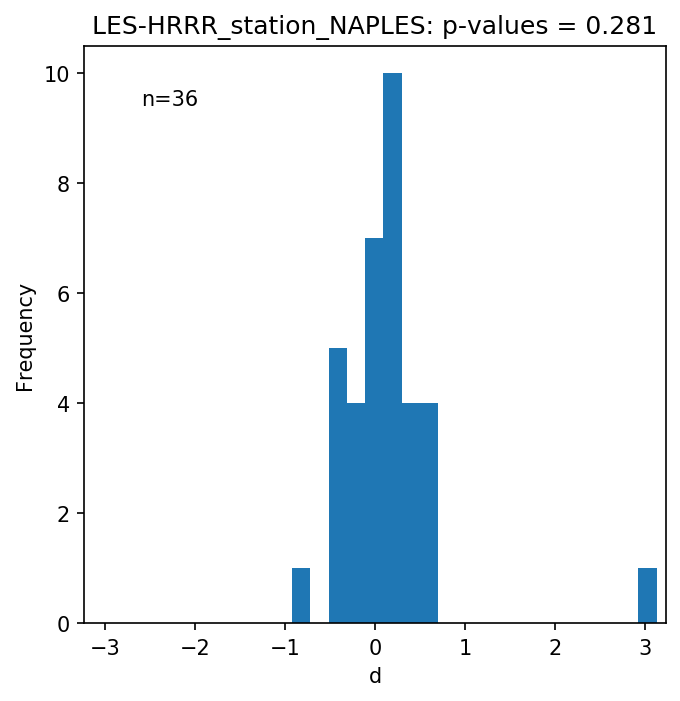 LES-HRRR_station_NAPLES: p-values = 0.281
n=36
Frequency
10
8
6
4
2
0
−3 −2 −1 0 1 2 3
d